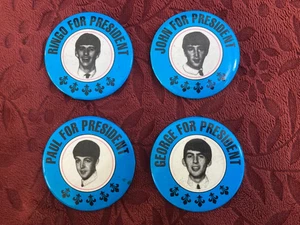 RINGO FOR PRESIDENT
JOHN FOR PRESIDENT
PAUL FOR PRESIDENT
GEORGE FOR PRESIDENT